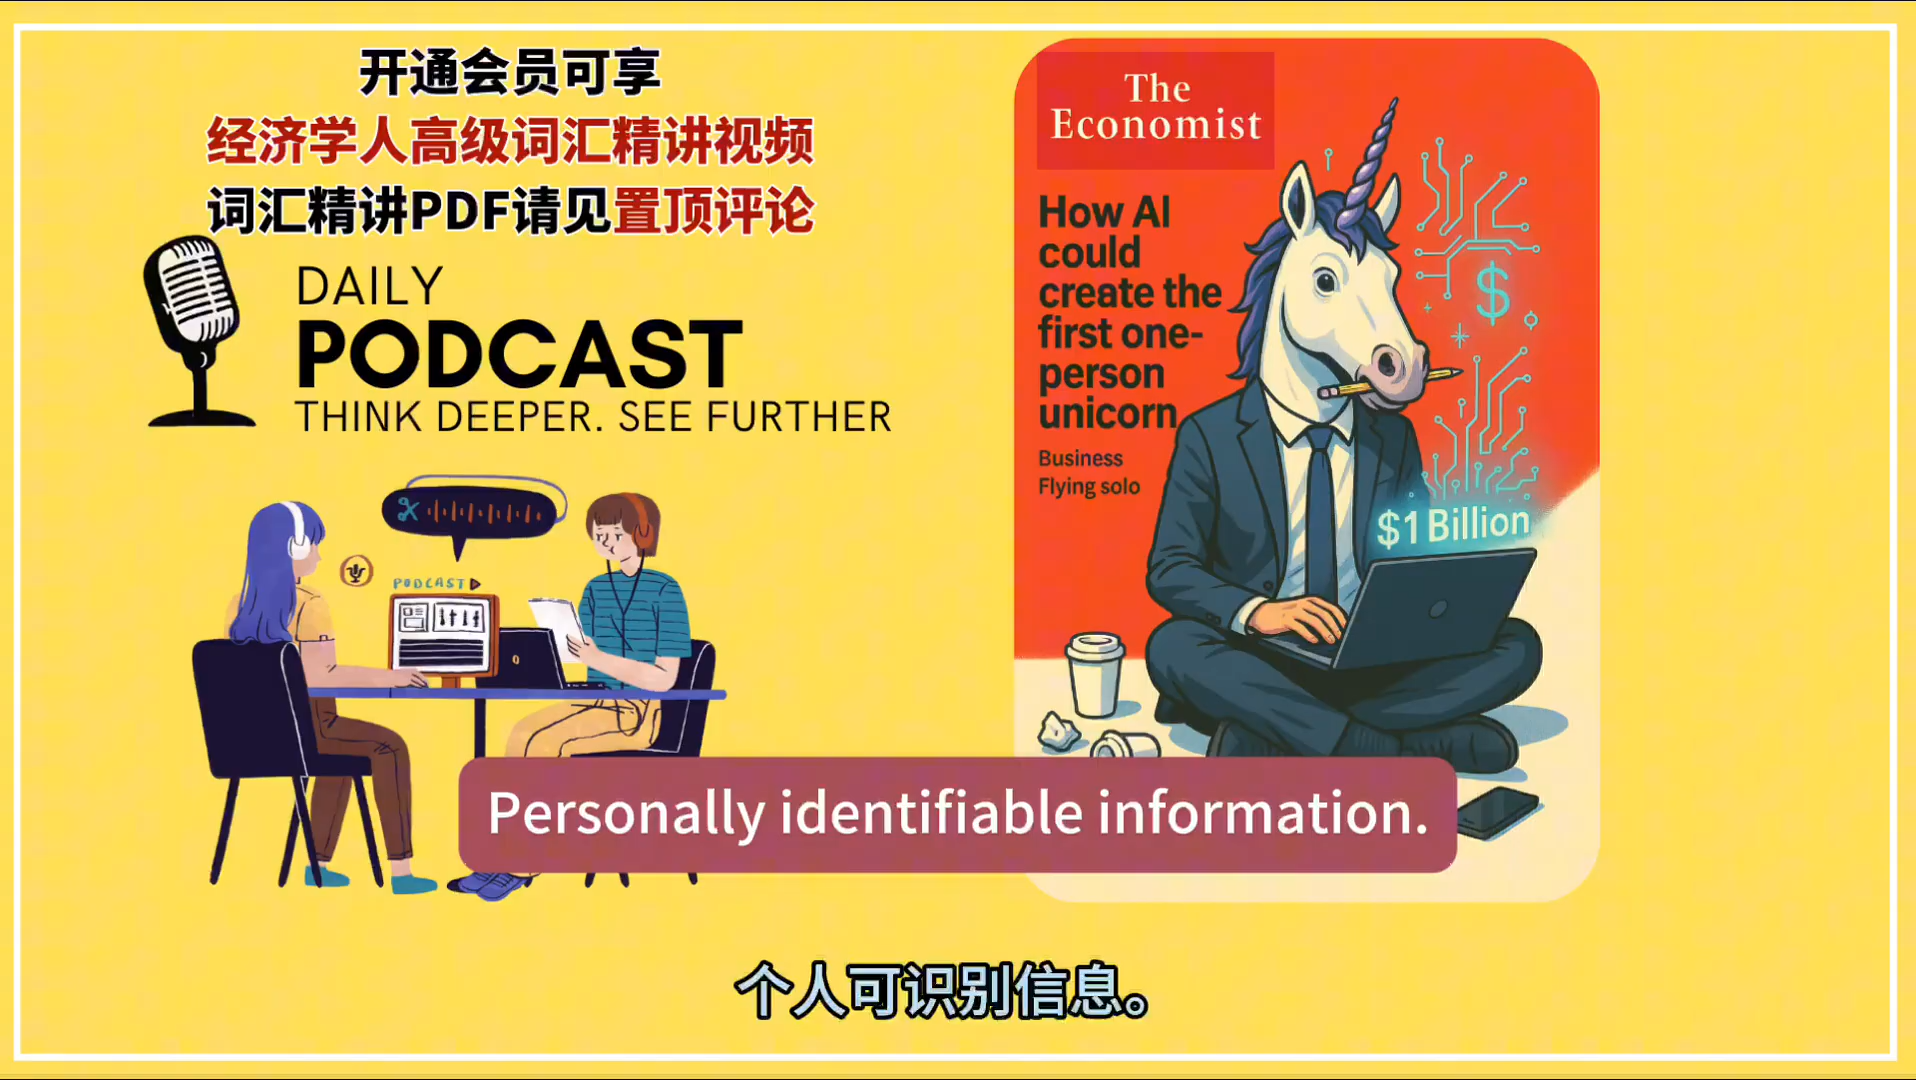 开通会员可享
经济学人高级词汇精讲视频
词汇精讲PDF请见置顶评论
DAILY
PODCAST
THINK DEEPER. SEE FURTHER
PODCAST
The
Economist
How AI
could
create the
first one-
person
unicorn
Business
Flying solo
$
$1 Billion
Personally identifiable information.
个人可识别信息。